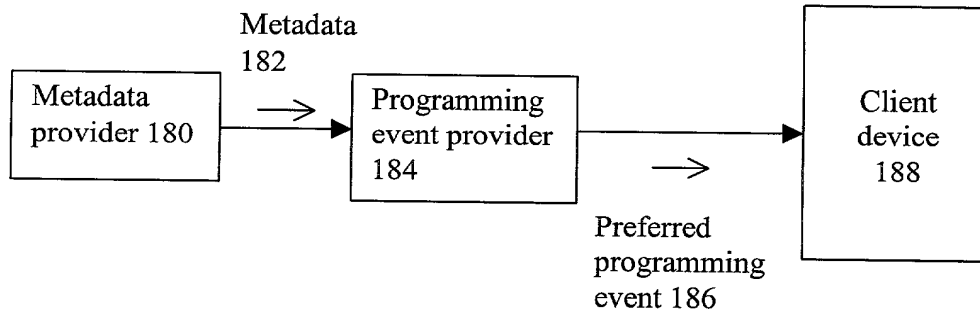 Metadata
182
Metadata
provider 180
Programming
event provider
184
Client
device
188
Preferred
programming
event 186